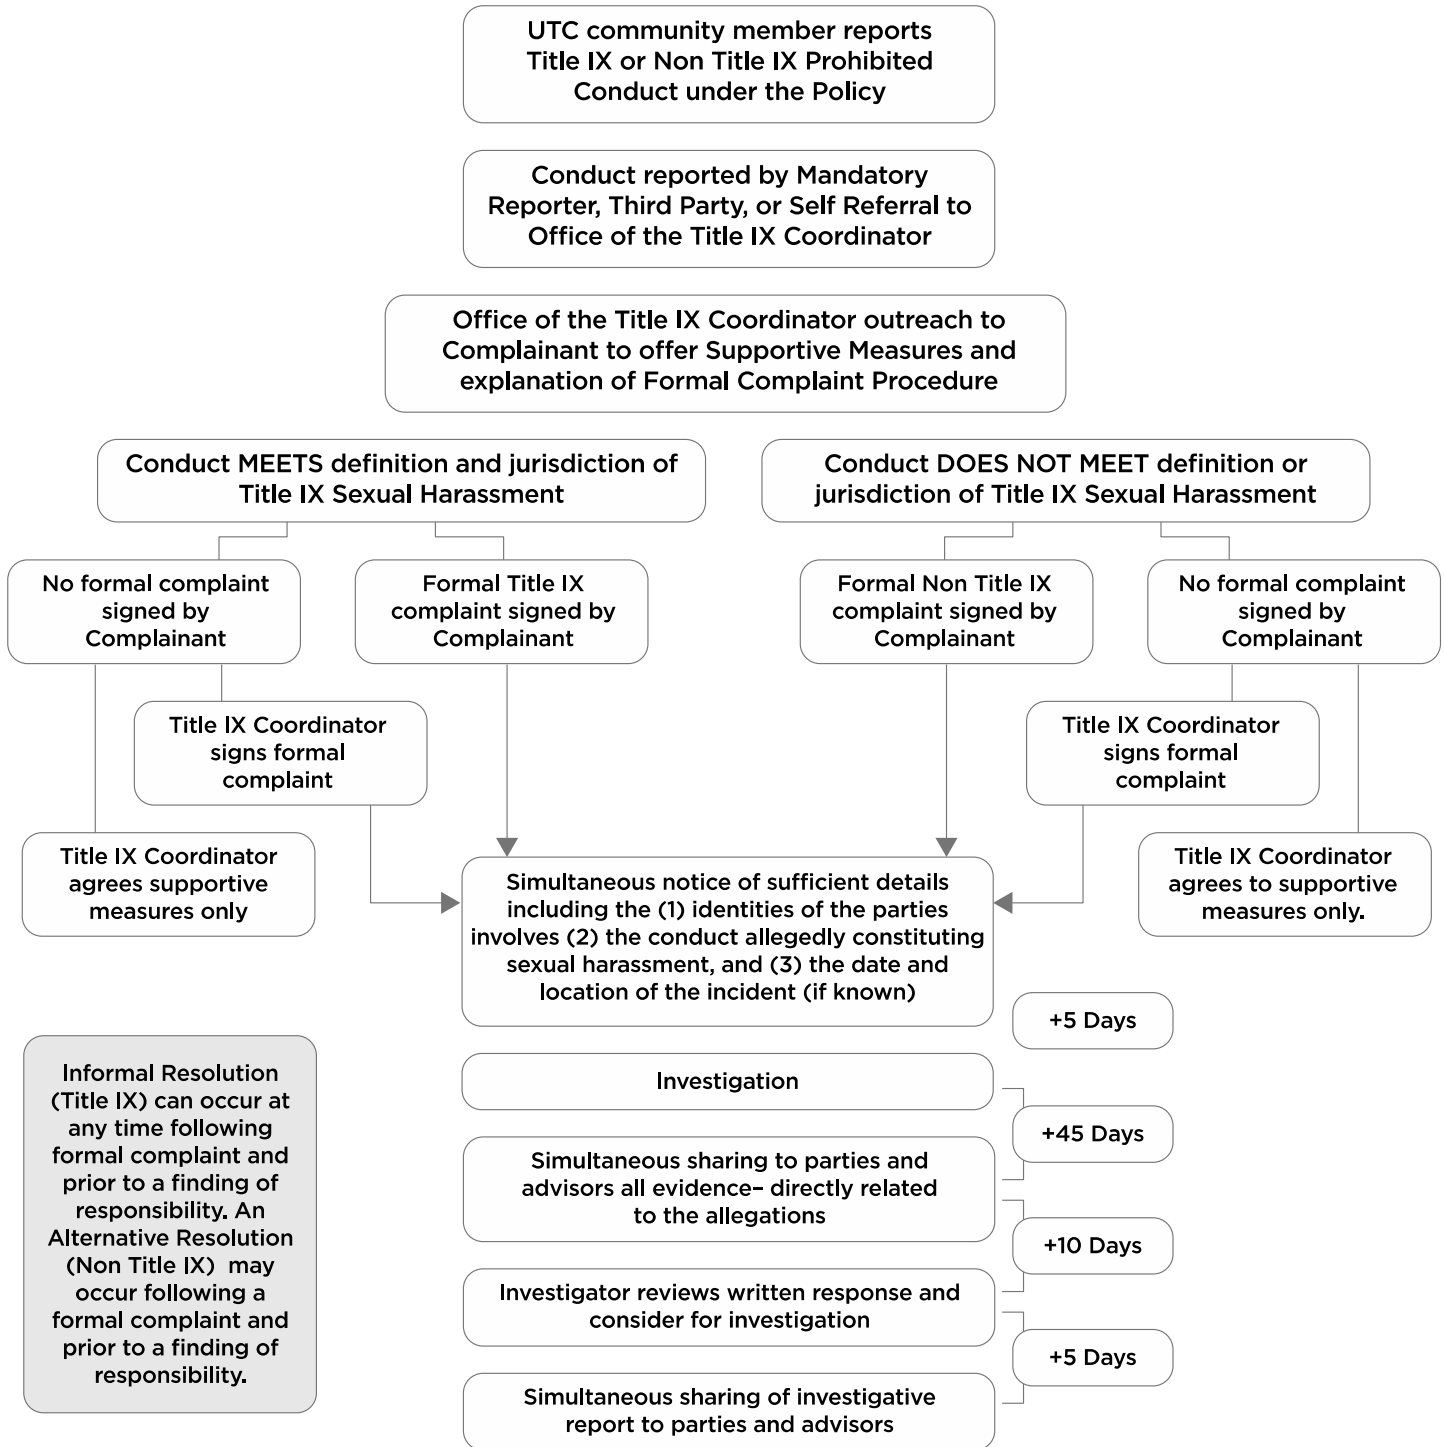 UTC community member reports
Title IX or Non Title IX Prohibited
Conduct under the Policy
Conduct reported by Mandatory
Reporter, Third Party, or Self Referral to
Office of the Title IX Coordinator
Office of the Title IX Coordinator outreach to
Complainant to offer Supportive Measures and
explanation of Formal Complaint Procedure
Conduct MEETS definition and jurisdiction of
Title IX Sexual Harassment
Conduct DOES NOT MEET definition or
jurisdiction of Title IX Sexual Harassment
No formal complaint
signed by
Complainant
Formal Title IX
complaint signed by
Complainant
Formal Non Title IX
complaint signed by
Complainant
No formal complaint
signed by
Complainant
Title IX Coordinator
signs formal
complaint
Title IX Coordinator
signs formal
complaint
Title IX Coordinator
agrees supportive
measures only
Simultaneous notice of sufficient details
including the (1) identities of the parties
involves (2) the conduct allegedly constituting
sexual harassment, and (3) the date and
location of the incident (if known)
Title IX Coordinator
agrees to supportive
measures only.
+5 Days
Informal Resolution
(Title IX) can occur at
any time following
formal complaint and
prior to a finding of
responsibility. An
Alternative Resolution
(Non Title IX)  may
occur following a
formal complaint and
prior to a finding of
responsibility.
Investigation
+45 Days
Simultaneous sharing to parties and
advisors all evidence– directly related
to the allegations
+10 Days
Investigator reviews written response and
consider for investigation
+5 Days
Simultaneous sharing of investigative
report to parties and advisors